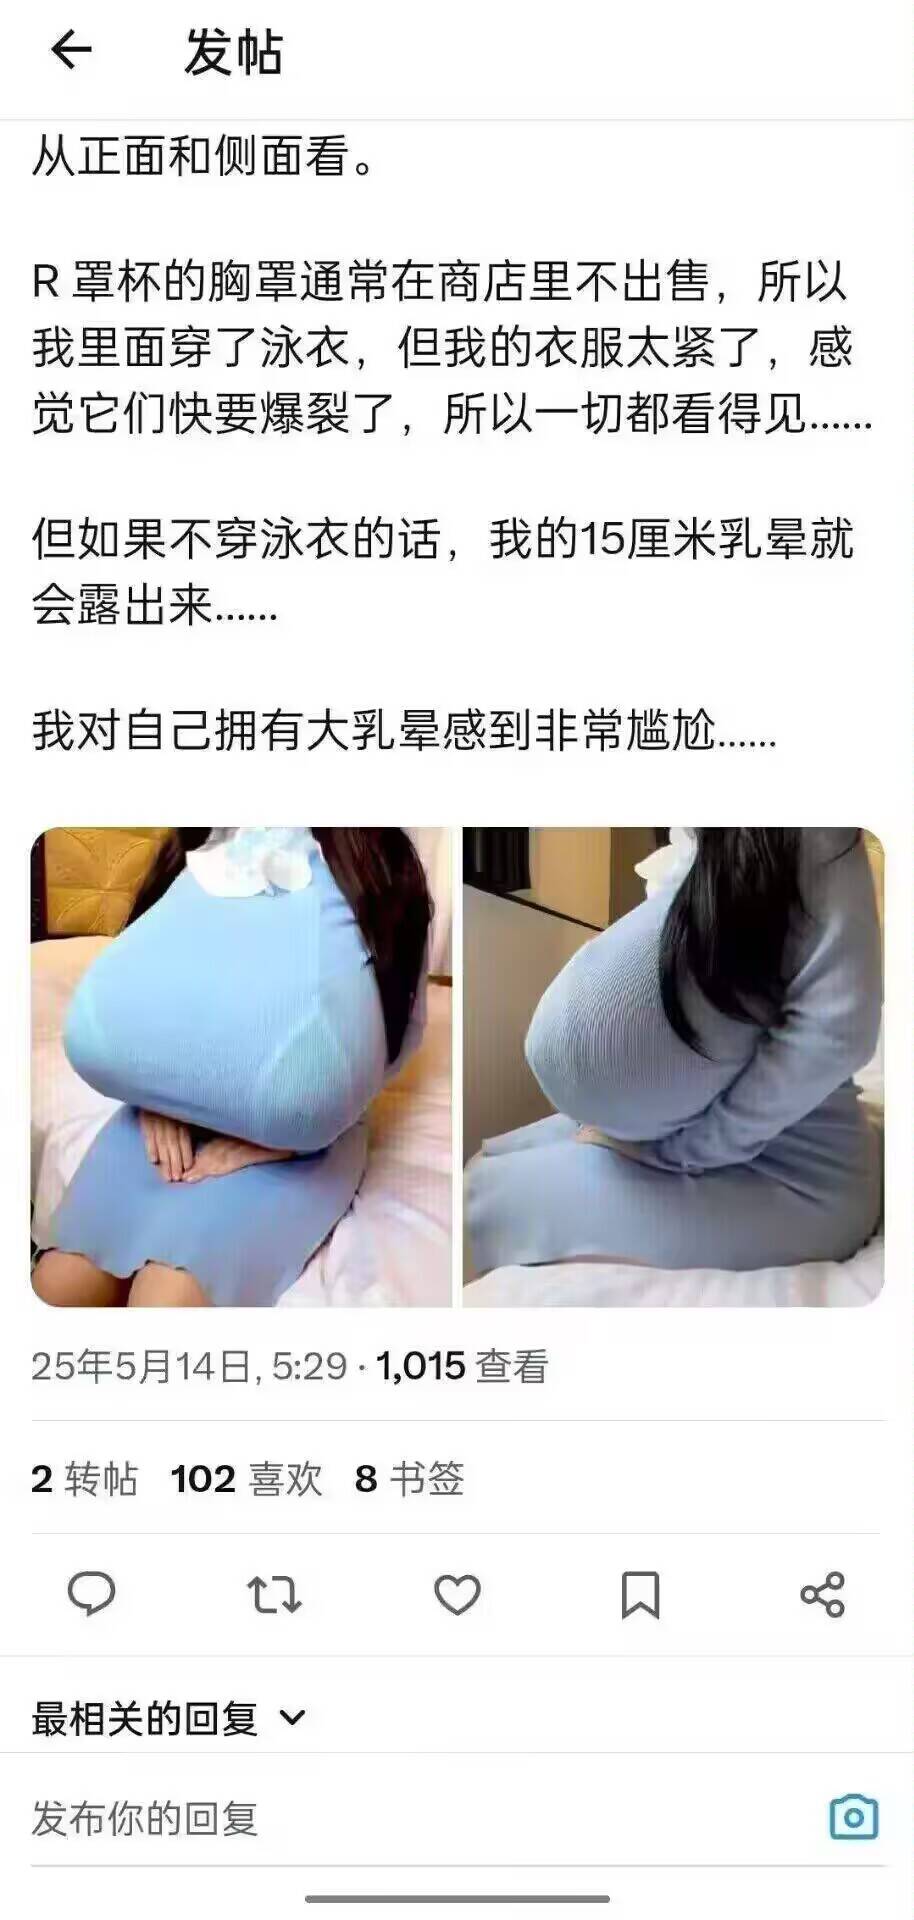 发帖
从正面和侧面看。
R 罩杯的胸罩通常在商店里不出售，所以
我里面穿了泳衣，但我的衣服太紧了，感
觉它们快要爆裂了，所以一切都看得见……
但如果不穿泳衣的话，我的15厘米乳晕就
会露出来……
我对自己拥有大乳晕感到非常尴尬……
25年5月14日, 5:29 · 1,015 查看
2 转帖 102 喜欢 8 书签
最相关的回复
发布你的回复